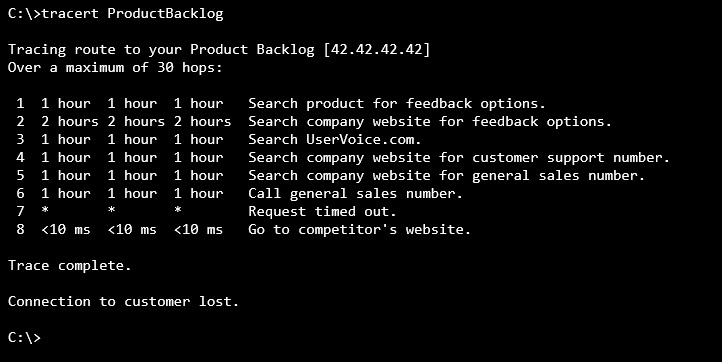 C:\>tracert ProductBacklog
Tracing route to your Product Backlog [42.42.42.42]
Over a maximum of 30 hops:
1 1 hour 1 hour 1 hour Search product for feedback options.
2 2 hours 2 hours 2 hours Search company website for feedback options.
3 1 hour 1 hour 1 hour Search UserVoice.com.
4 1 hour 1 hour 1 hour Search company website for customer support number.
5 1 hour 1 hour 1 hour Search company website for general sales number.
6 1 hour 1 hour 1 hour Call general sales number.
7 * * * Request timed out.
8 <10 ms <10 ms <10 ms Go to competitor's website.
Trace complete.
Connection to customer lost.
C:\>